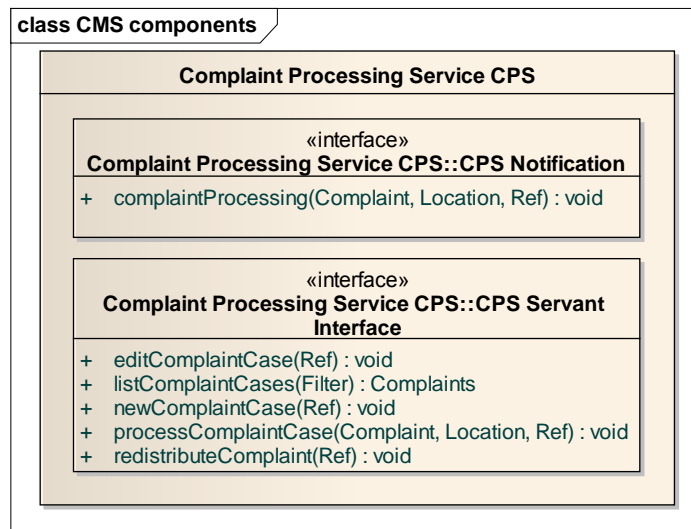 class CMS components
Complaint Processing Service CPS
«interface»
Complaint Processing Service CPS::CPS Notification
+ complaintProcessing(Complaint, Location, Ref) : void
«interface»
Complaint Processing Service CPS::CPS Servant
Interface
+ editComplaintCase(Ref) : void
+ listComplaintCases(Filter) : Complaints
+ newComplaintCase(Ref) : void
+ processComplaintCase(Complaint, Location, Ref) : void
+ redistributeComplaint(Ref) : void